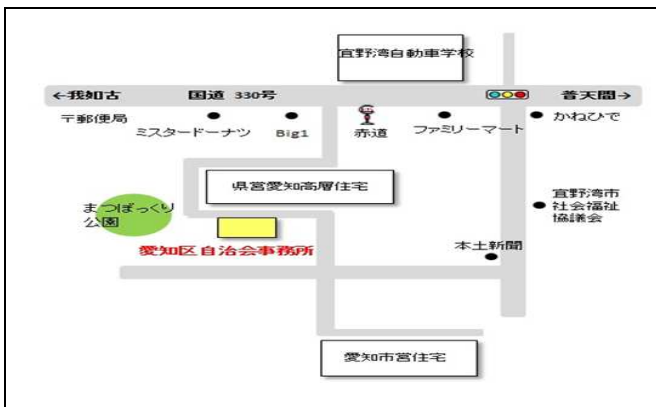 宜野湾自動車学校
←我如古 国道 330号 普天間→
〒郵便局
ミスタードーナツ
Big1
赤道
ファミリーマート
かねひで
県営愛知高層住宅
まつぼっくり
公園
宜野湾市
社会福祉
協議会
愛知区自治会事務所
本土新聞
愛知市営住宅